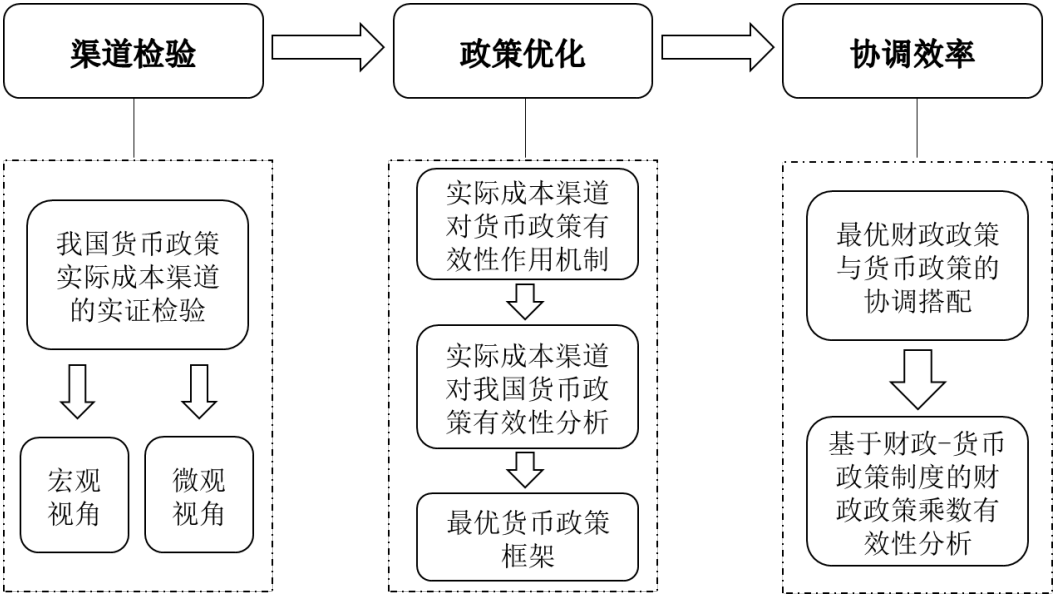 渠道检验
政策优化
协调效率
我国货币政策
实际成本渠道
的实证检验
宏观
视角
微观
视角
实际成本渠道
对货币政策有
效性作用机制
实际成本渠道
对我国货币政
策有效性分析
最优货币政策
框架
最优财政政策
与货币政策的
协调搭配
基于财政-货币
政策制度的财
政政策乘数有
效性分析